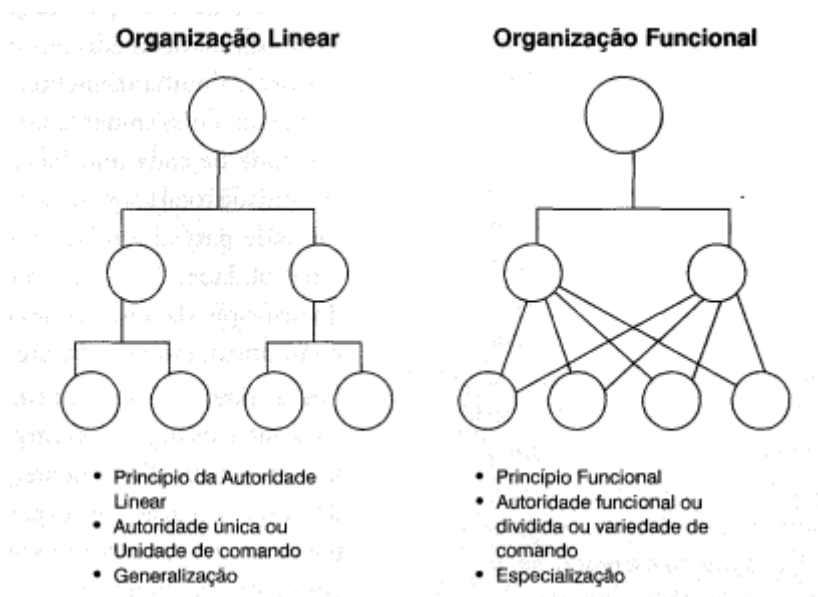 Organização Linear
• Princípio da Autoridade
Linear
• Autoridade única ou
Unidade de comando
• Generalização
Organização Funcional
• Princípio Funcional
• Autoridade funcional ou
dividida ou variedade de
comando
• Especialização